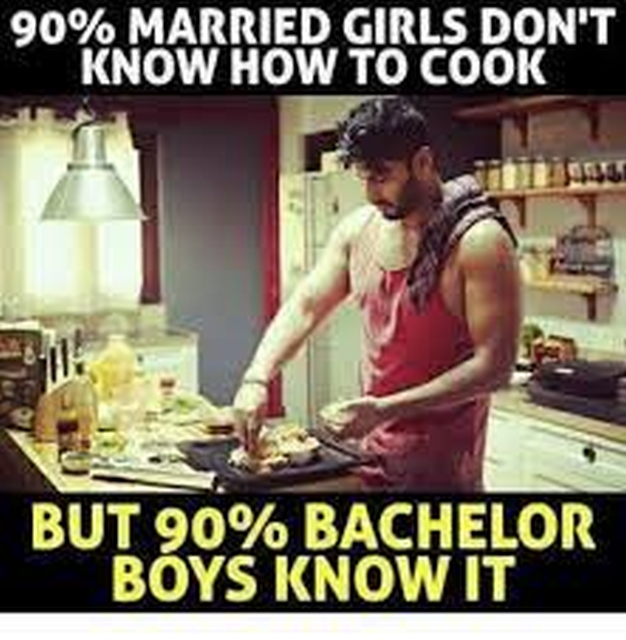 90% MARRIED GIRLS DON'T
KNOW HOW TO COOK
BUT 90% BACHELOR
BOYS KNOW IT